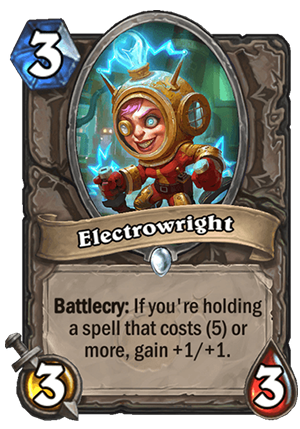 3
Electrowright
Battlecry: If you're holding
a spell that costs (5) or
more, gain +1/+1.
3
3